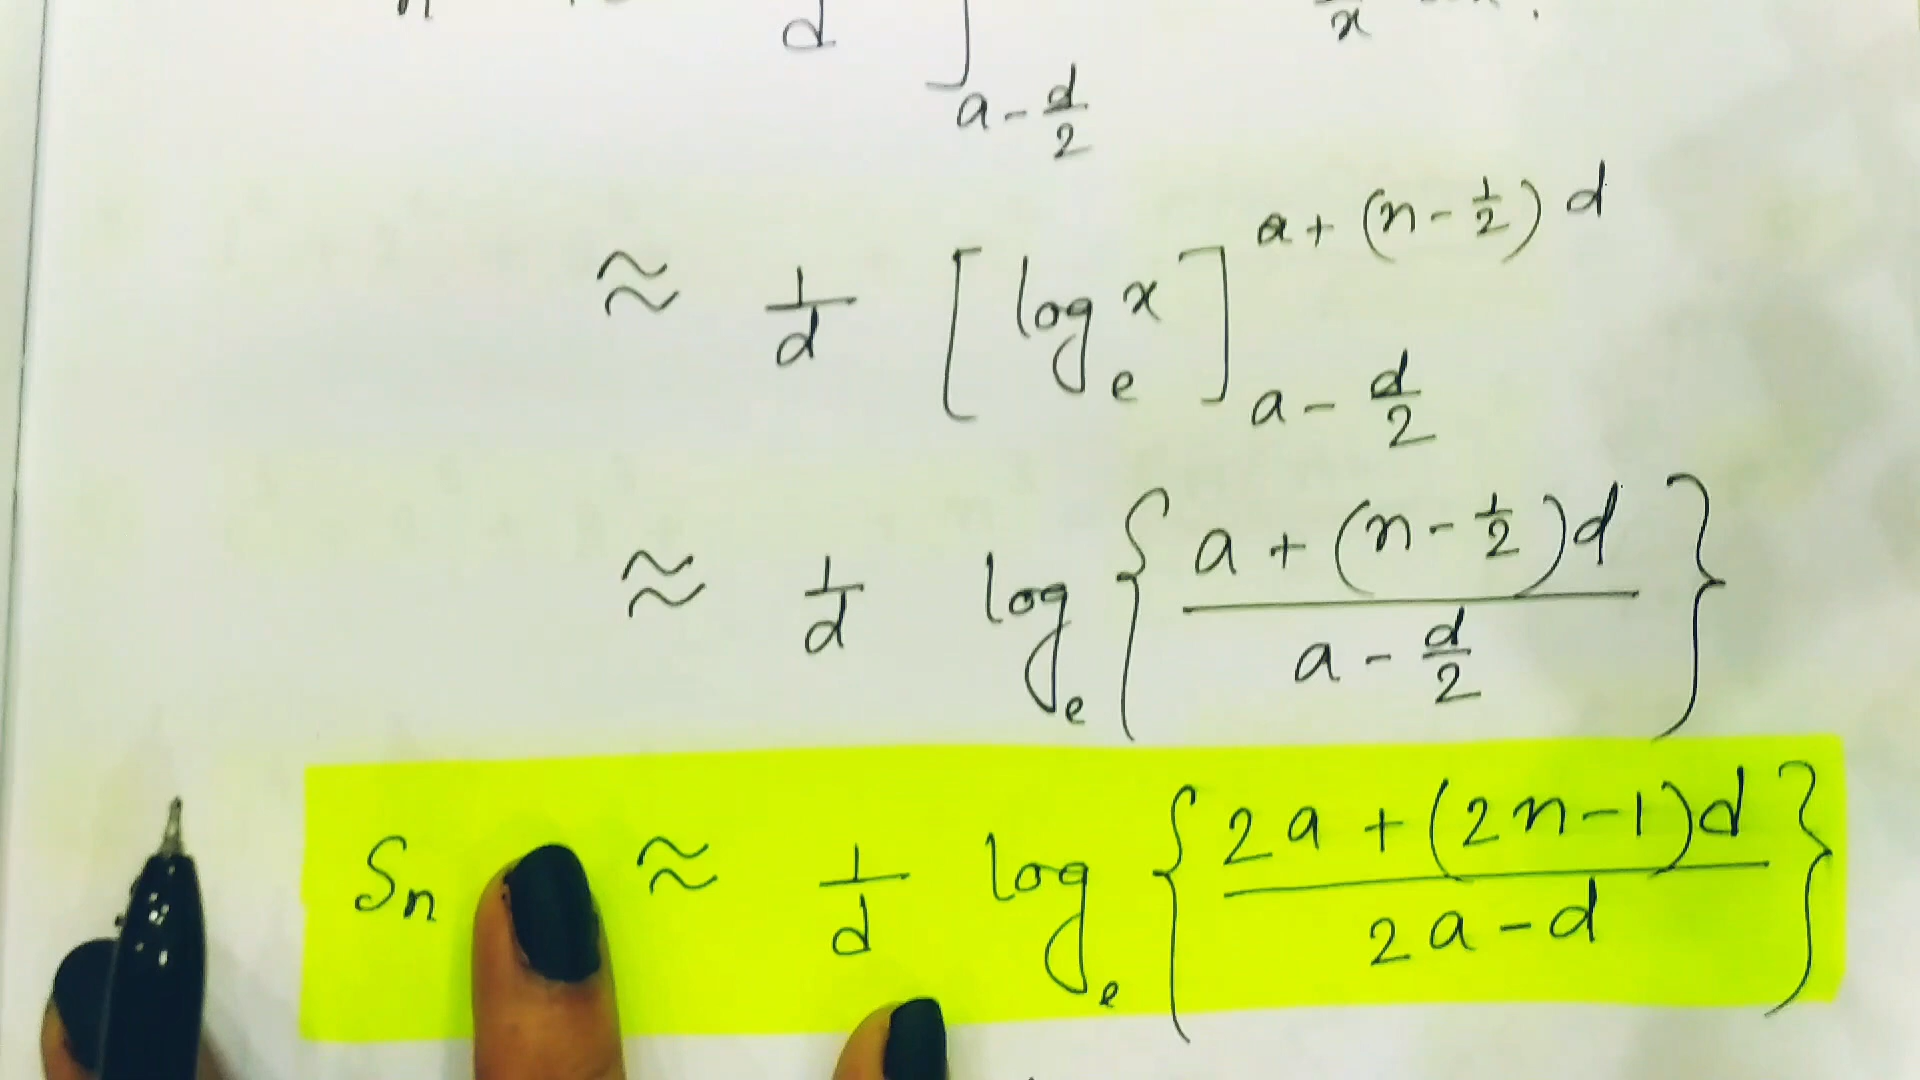 d ∫ x
a - d/2
≈ 1/d [log_e x]_{a - d/2}^{a + (n - 1/2) d}
≈ 1/d log_e { (a + (n - 1/2)d) / (a - d/2) }
S_n ≈ 1/d log_e { (2a + (2n-1)d) / (2a - d) }